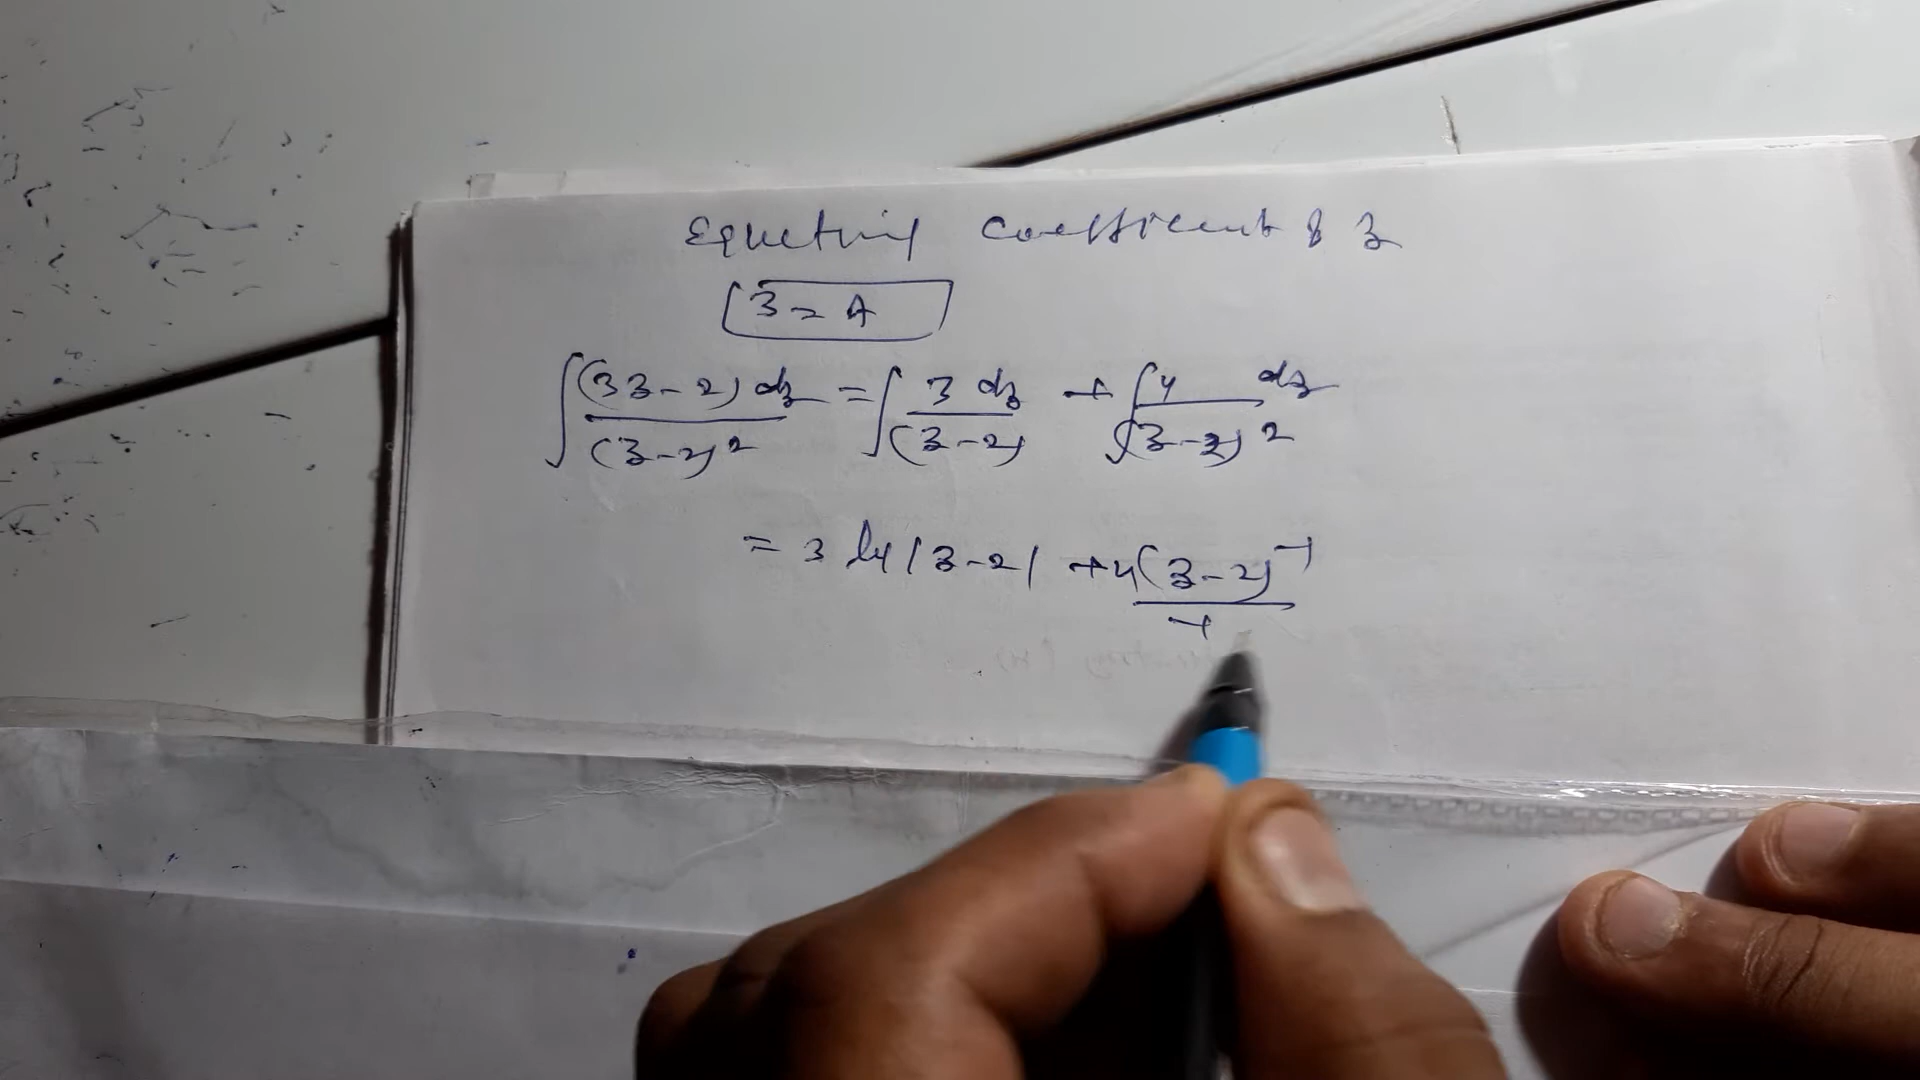 Equeting coefficient of z
3 = A
∫ (3z-2) dz / (z-2)^2 = ∫ 3 dz / (z-2) + ∫ 4 dz / (z-2)^2
= 3 ln |z-2| + 4 (z-2)^-1 / -1